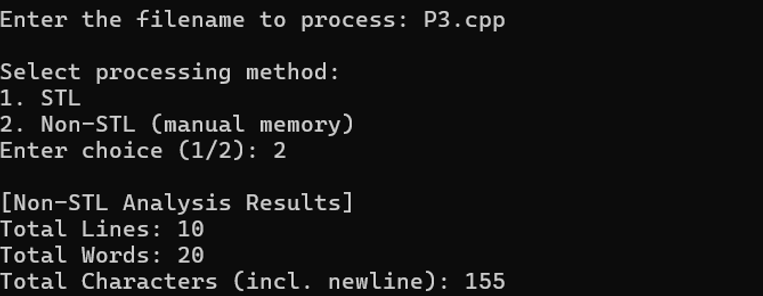 Enter the filename to process: P3.cpp
Select processing method:
1. STL
2. Non-STL (manual memory)
Enter choice (1/2): 2
[Non-STL Analysis Results]
Total Lines: 10
Total Words: 20
Total Characters (incl. newline): 155